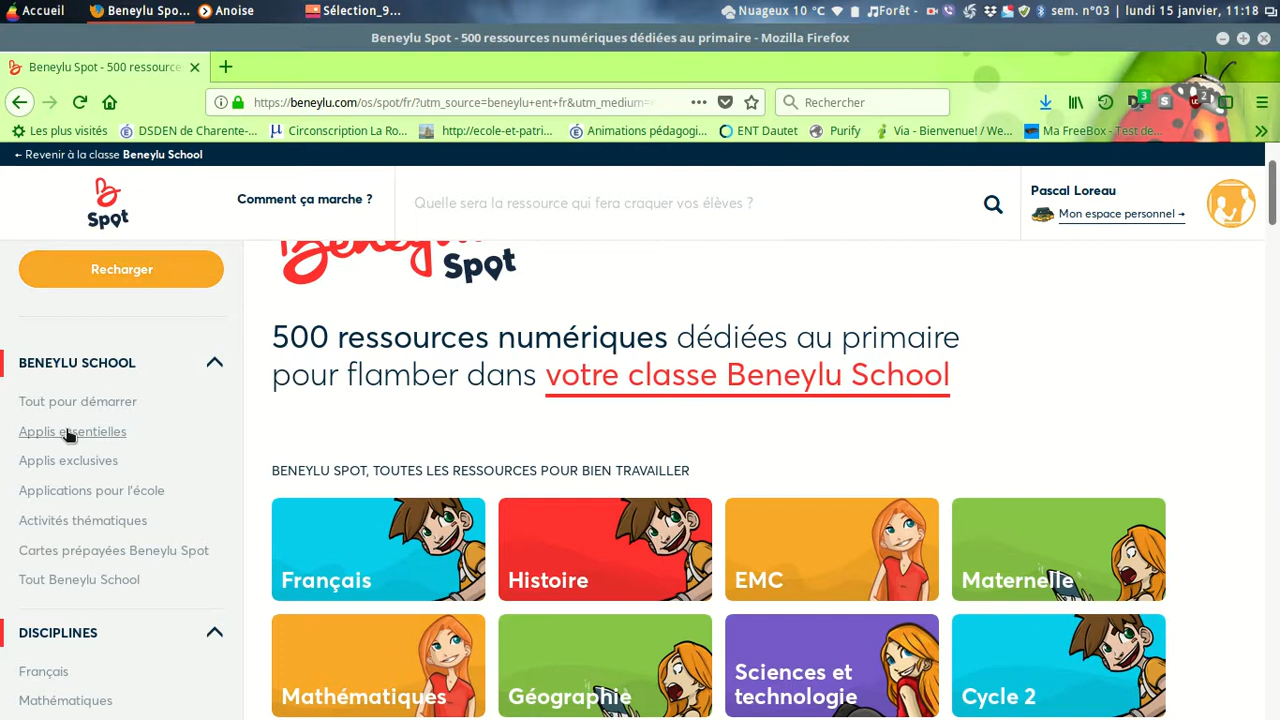 Accueil
Beneylu Spo...
Anoise
Sélection_9...
Nuageux 10 °C
Forêt -
sem. n°03 | lundi 15 janvier, 11:18
Beneylu Spot - 500 ressources numériques dédiées au primaire - Mozilla Firefox
Beneylu Spot - 500 ressource
https://beneylu.com/os/spot/fr/?utm_source=beneylu+ent+fr&utm_medium=
Rechercher
3
Les plus visités
DSDEN de Charente-...
Circonscription La Ro...
http://ecole-et-patri...
Animations pédagogi...
ENT Dautet
Purify
Via - Bienvenue! / We...
Ma FreeBox - Test de...
← Revenir à la classe Beneylu School
Spot
Comment ça marche ?
Quelle sera la ressource qui fera craquer vos élèves ?
Pascal Loreau
Mon espace personnel →
Recharger
Beneylu
Spot
500 ressources numériques dédiées au primaire
pour flamber dans votre classe Beneylu School
BENEYLU SCHOOL
Tout pour démarrer
Applis essentielles
Applis exclusives
Applications pour l'école
Activités thématiques
Cartes prépayées Beneylu Spot
Tout Beneylu School
DISCIPLINES
Français
Mathématiques
BENEYLU SPOT, TOUTES LES RESSOURCES POUR BIEN TRAVAILLER
Français
Histoire
EMC
Maternelle
Mathématiques
Géographie
Sciences et
technologie
Cycle 2